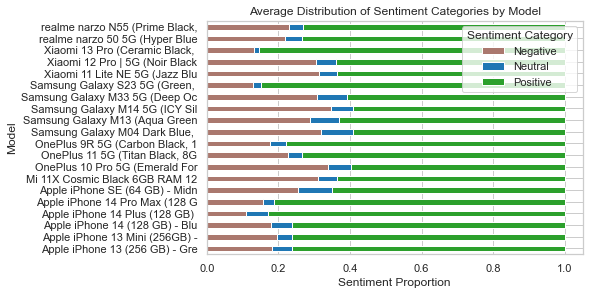 Average Distribution of Sentiment Categories by Model
realme narzo N55 (Prime Black,
realme narzo 50 5G (Hyper Blue
Xiaomi 13 Pro (Ceramic Black,
Xiaomi 12 Pro | 5G (Noir Black
Xiaomi 11 Lite NE 5G (Jazz Blu
Samsung Galaxy S23 5G (Green,
Samsung Galaxy M33 5G (Deep Oc
Samsung Galaxy M14 5G (ICY Sil
Samsung Galaxy M13 (Aqua Green
Samsung Galaxy M04 Dark Blue,
OnePlus 9R 5G (Carbon Black, 1
OnePlus 11 5G (Titan Black, 8G
OnePlus 10 Pro 5G (Emerald For
Mi 11X Cosmic Black 6GB RAM 12
Apple iPhone SE (64 GB) - Midn
Apple iPhone 14 Pro Max (128 G
Apple iPhone 14 Plus (128 GB)
Apple iPhone 14 (128 GB) - Blu
Apple iPhone 13 Mini (256GB) -
Apple iPhone 13 (256 GB) - Gre
Model
Sentiment Category
Negative
Neutral
Positive
0.0 0.2 0.4 0.6 0.8 1.0
Sentiment Proportion